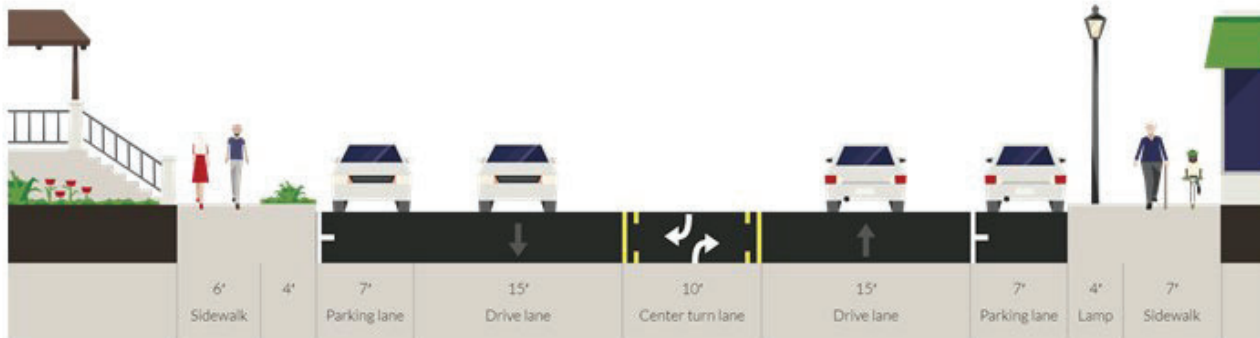 6' 4' 7' 15' 10' 15' 7' 4' 7'
Sidewalk Parking lane Drive lane Center turn lane Drive lane Parking lane Lamp Sidewalk